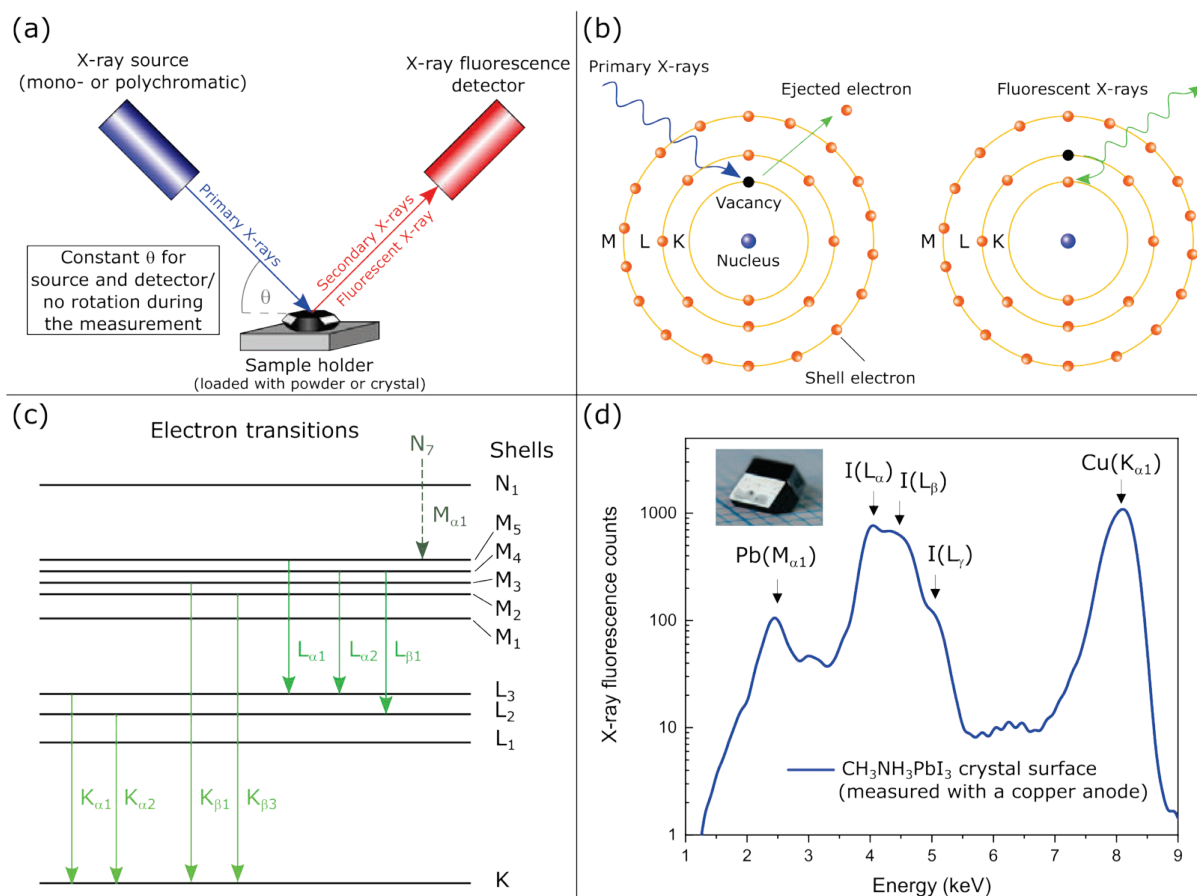 (a)
X-ray source
(mono- or polychromatic)
X-ray fluorescence
detector
Primary X-rays
Secondary X-rays
Fluorescent X-ray
Constant θ for
source and detector/
no rotation during
the measurement
θ
Sample holder
(loaded with powder or crystal)
(b)
Primary X-rays
Ejected electron
Vacancy
M L K
Nucleus
Shell electron
Fluorescent X-rays
M L K
(c)
Electron transitions
Shells
N₇
N₁
Mα1
M₅
M₄
M₃
M₂
M₁
Lα1 Lα2 Lβ1
L₃
L₂
L₁
Kα1 Kα2 Kβ1 Kβ3
K
(d)
X-ray fluorescence counts
1000
100
10
1
Pb(Mα1)
I(Lα)
I(Lβ)
I(Lγ)
Cu(Kα1)
CH₃NH₃PbI₃ crystal surface
(measured with a copper anode)
1 2 3 4 5 6 7 8 9
Energy (keV)